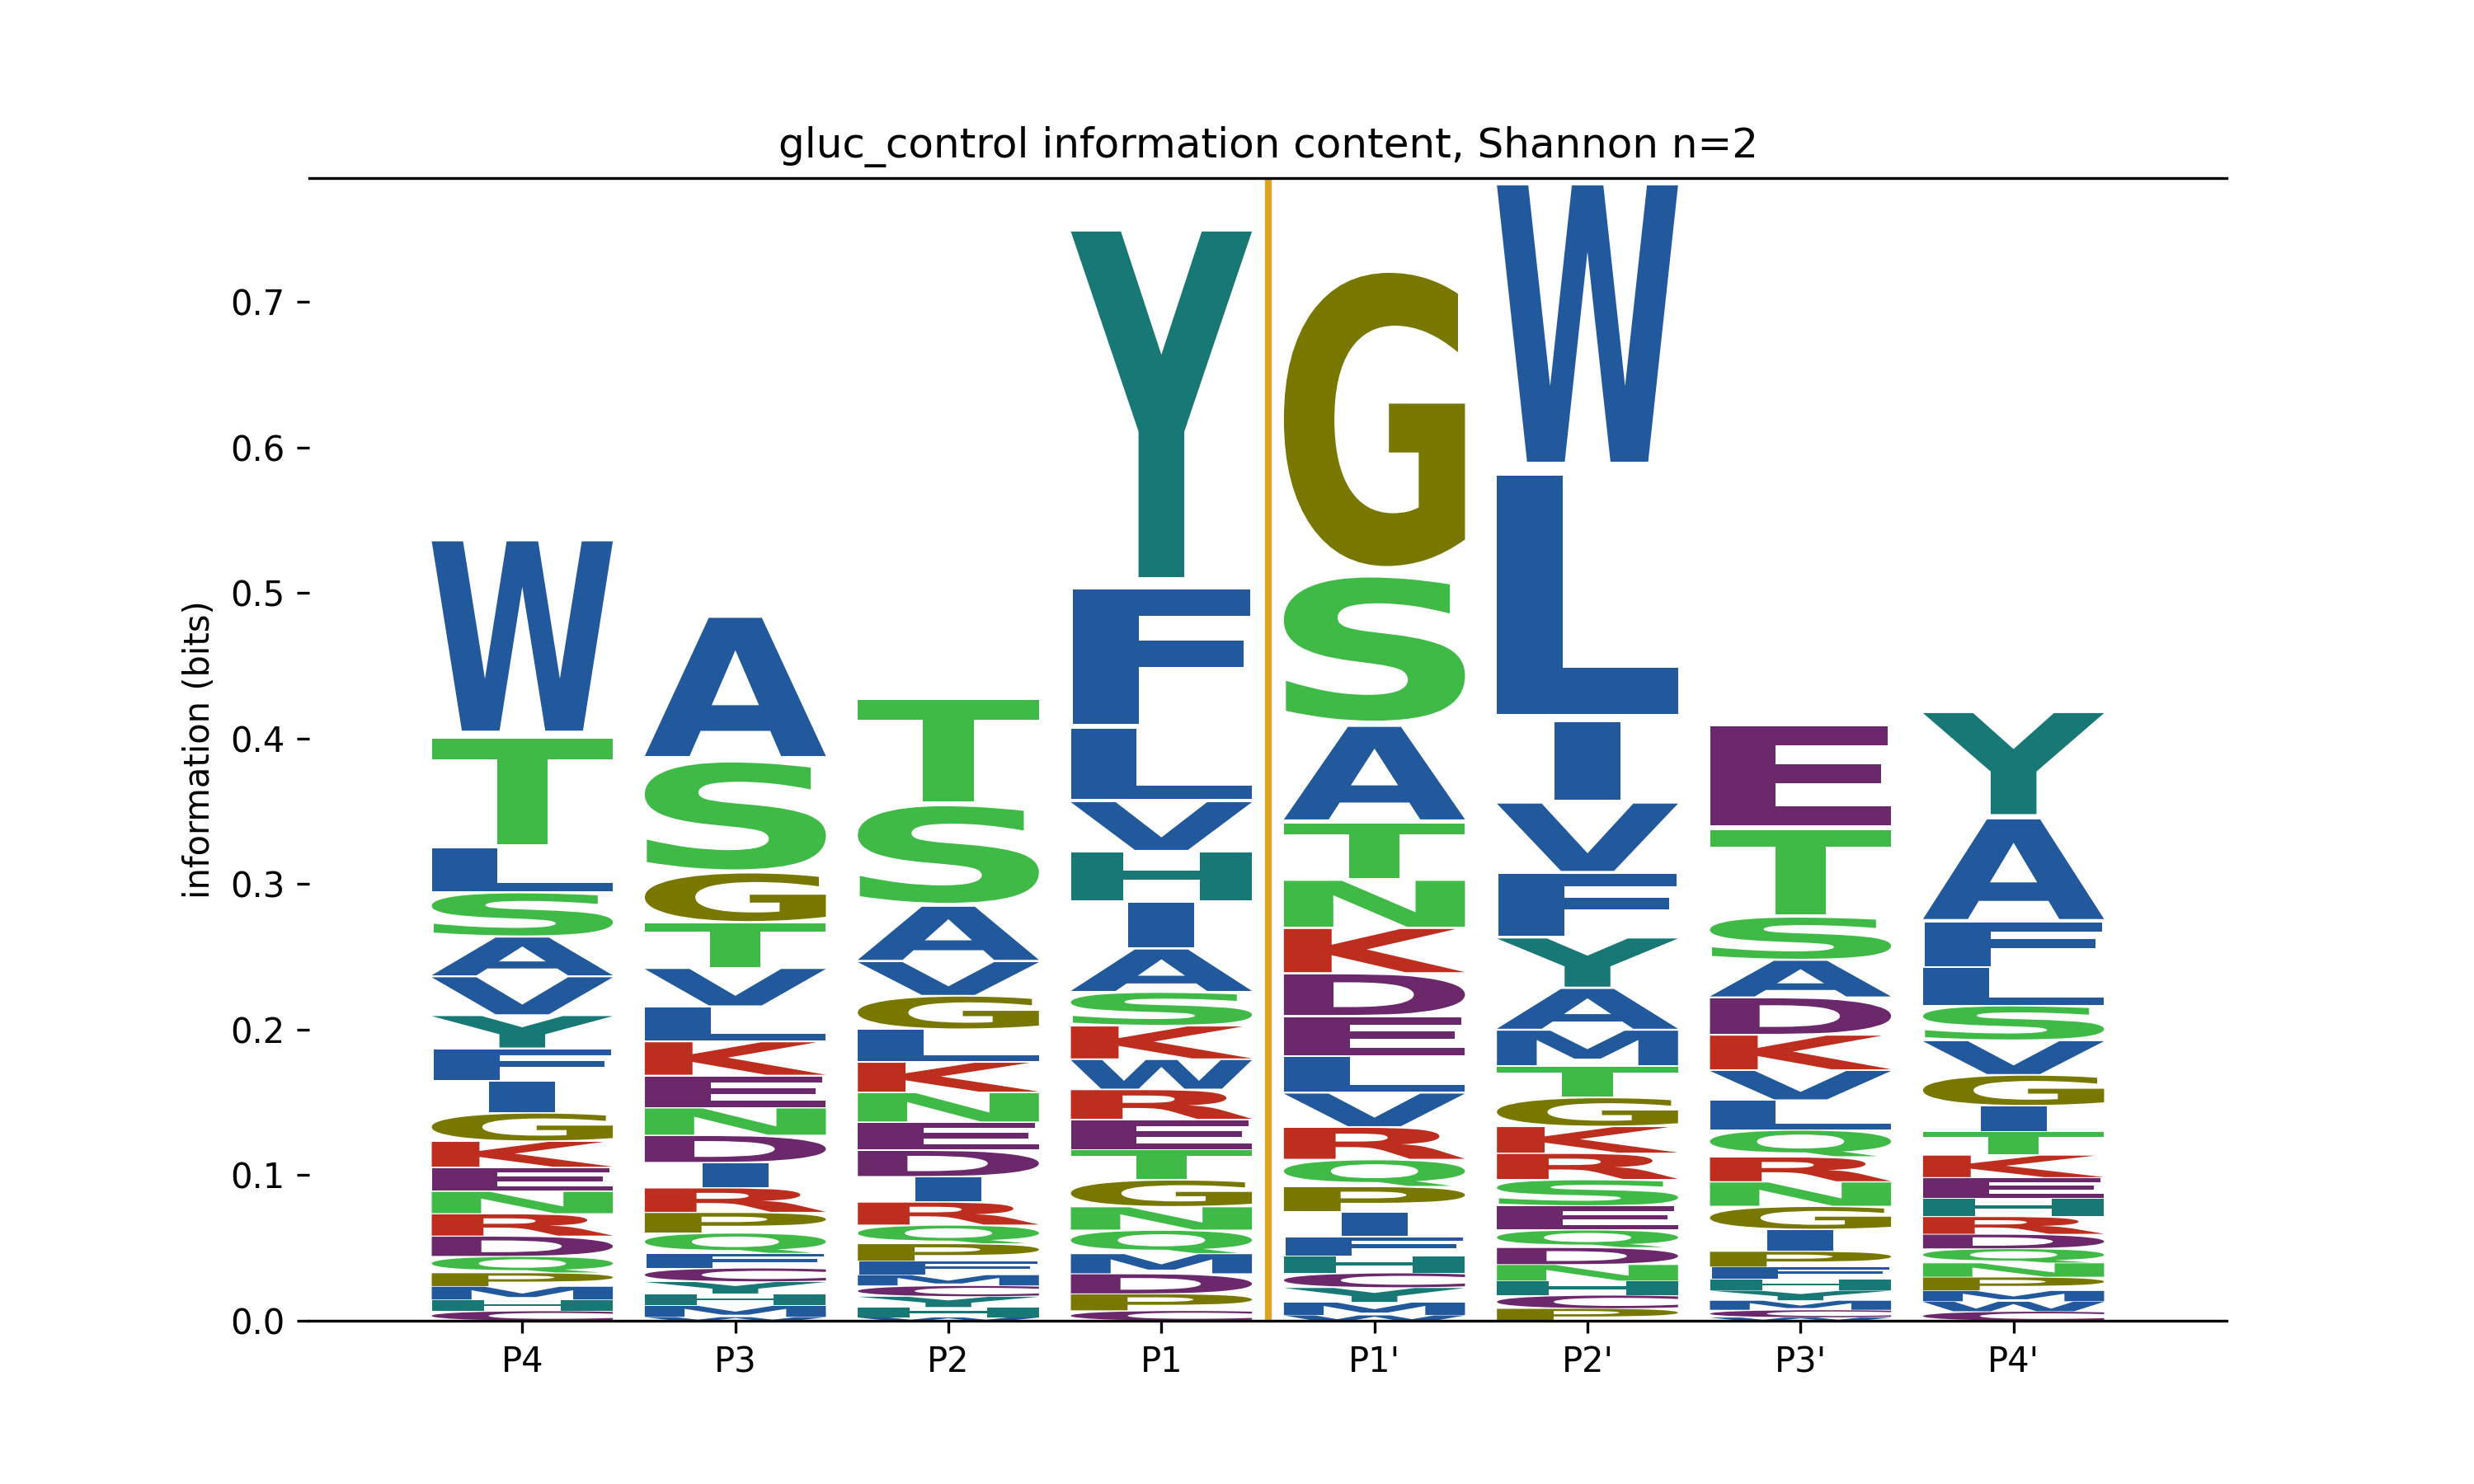 gluc_control information content, Shannon n=2
information (bits)
0.7
0.6
0.5
0.4
0.3
0.2
0.1
0.0
W T L S A V Y F I G K E N R D Q P M H C
A S G T V L K E N D I R P Q F C Y H M W
T S A V G L K N E D I R Q P F M C Y H W
Y F L V H I A S K W R E T G N Q M D P C
G S A T N K D E L V R Q P I F H C Y M W
W L I V F Y A M T G K R S E Q D N H C P
E T S A D K V L Q R N G I P F H Y M C W
Y A F L S V G I T K E H R D Q N P M W C
P4 P3 P2 P1 P1' P2' P3' P4'